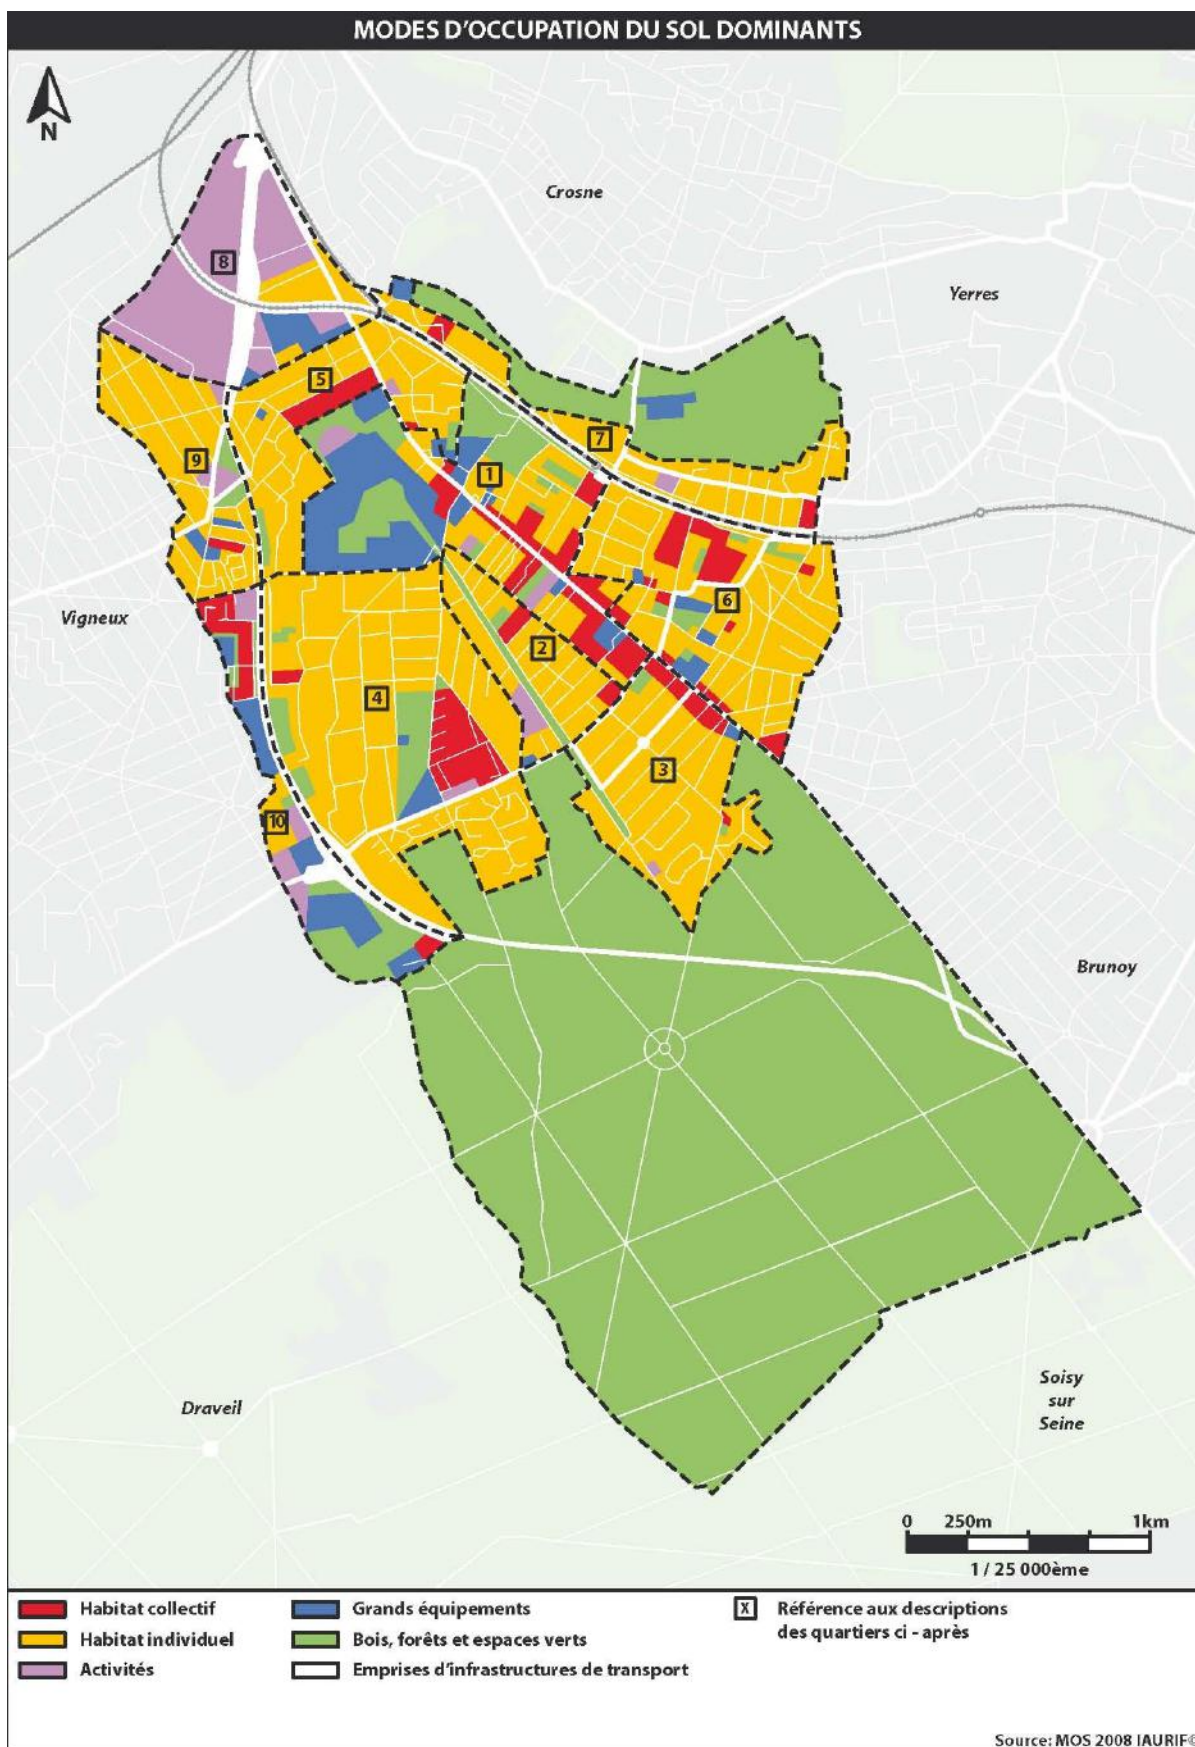 MODES D'OCCUPATION DU SOL DOMINANTS
N
Crosne
8
Yerres
5
7
9
1
6
Vigneux
2
4
3
10
Brunoy
Draveil
Soisy
sur
Seine
0 250m 1km
1 / 25 000ème
Habitat collectif
Habitat individuel
Activités
Grands équipements
Bois, forêts et espaces verts
Emprises d'infrastructures de transport
X Référence aux descriptions
des quartiers ci - après
Source: MOS 2008 IAURIF©